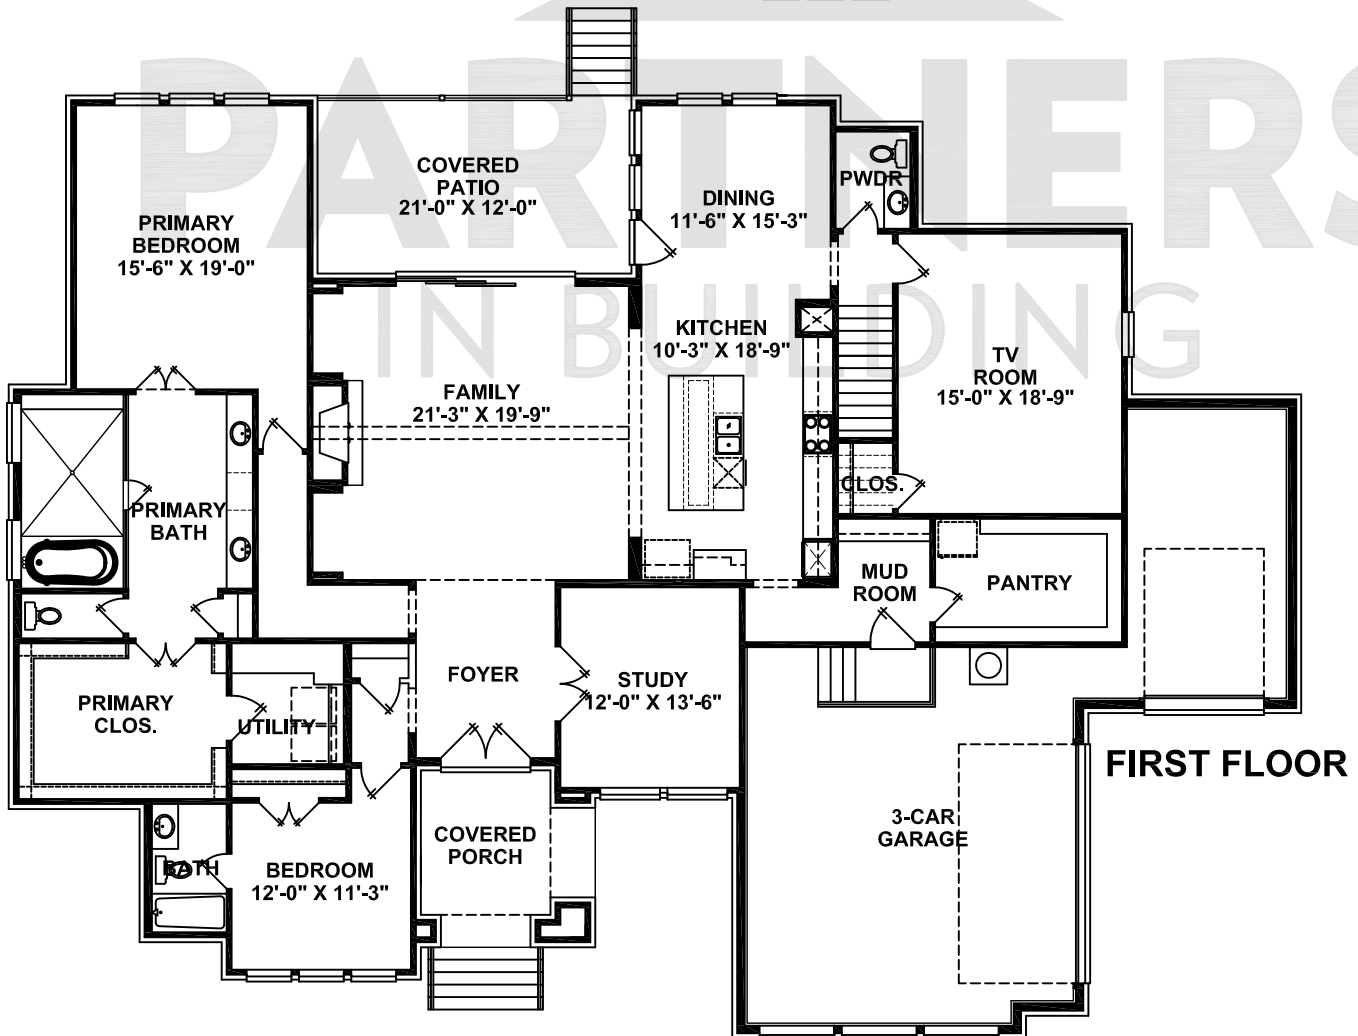 PARTNERS
IN BUILDING
COVERED
PATIO
21'-0" X 12'-0"
DINING
11'-6" X 15'-3"
PWDR
PRIMARY
BEDROOM
15'-6" X 19'-0"
KITCHEN
10'-3" X 18'-9"
TV
ROOM
15'-0" X 18'-9"
FAMILY
21'-3" X 19'-9"
CLOS.
PRIMARY
BATH
MUD
ROOM
PANTRY
FOYER
STUDY
12'-0" X 13'-6"
PRIMARY
CLOS.
UTILITY
FIRST FLOOR
3-CAR
GARAGE
COVERED
PORCH
BATH
BEDROOM
12'-0" X 11'-3"